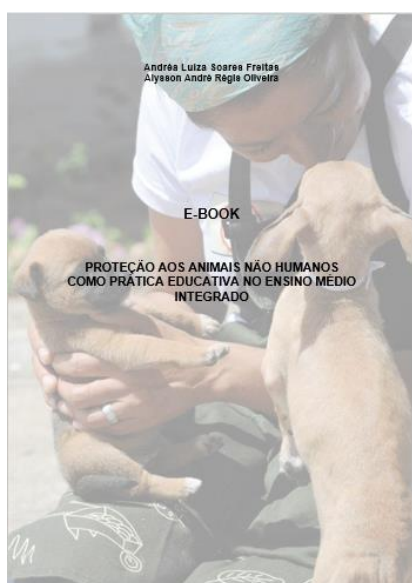 Andréa Luiza Soares Freitas
Alysson André Régis Oliveira
E-BOOK
PROTEÇÃO AOS ANIMAIS NÃO HUMANOS
COMO PRÁTICA EDUCATIVA NO ENSINO MÉDIO
INTEGRADO